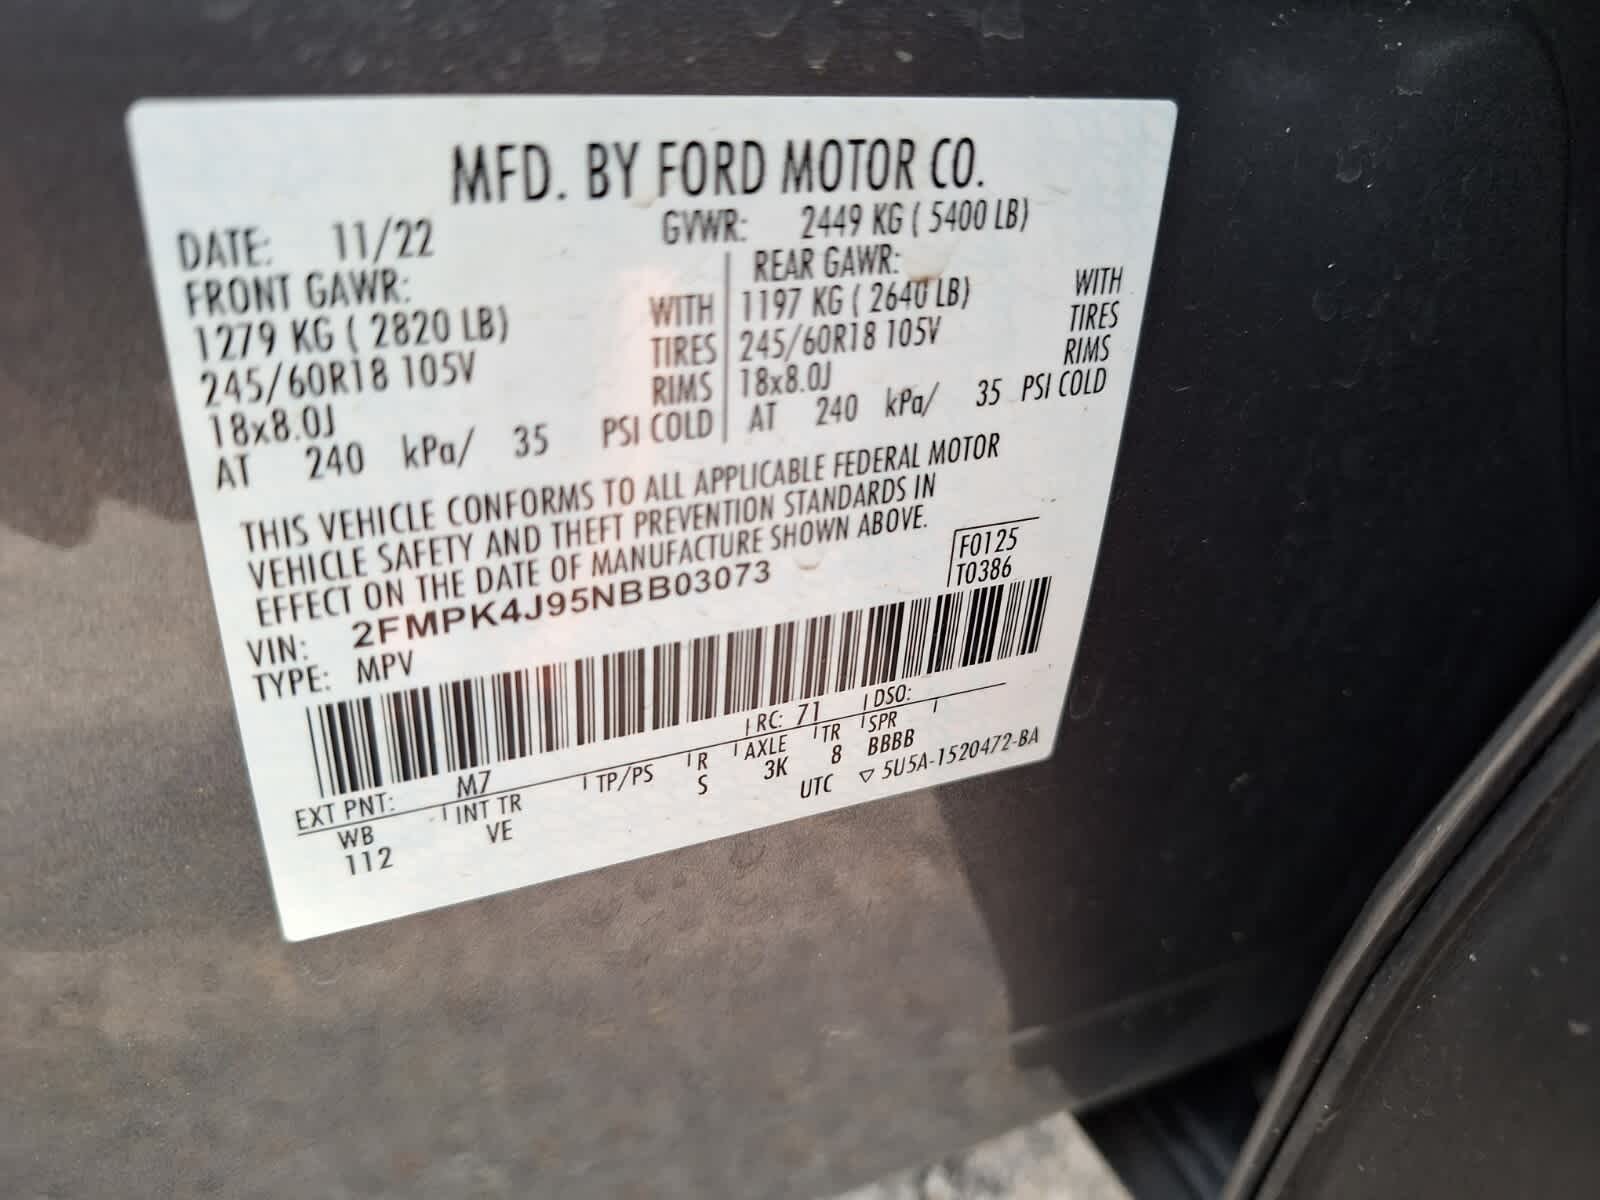 MFD. BY FORD MOTOR CO.
DATE: 11/22 GVWR: 2449 KG ( 5400 LB)
FRONT GAWR: REAR GAWR:
1279 KG ( 2820 LB) WITH 1197 KG ( 2640 LB) WITH
245/60R18 105V TIRES 245/60R18 105V TIRES
18x8.0J RIMS 18x8.0J RIMS
AT 240 kPa/ 35 PSI COLD AT 240 kPa/ 35 PSI COLD
THIS VEHICLE CONFORMS TO ALL APPLICABLE FEDERAL MOTOR
VEHICLE SAFETY AND THEFT PREVENTION STANDARDS IN
EFFECT ON THE DATE OF MANUFACTURE SHOWN ABOVE.
F0125
T0386
VIN: 2FMPK4J95NBB03073
TYPE: MPV
EXT PNT: M7 RC: 71 DSO:
WB INT TR TP/PS R AXLE TR SPR
112 VE S 3K 8 BBBB
UTC ▽ 5U5A-1520472-BA